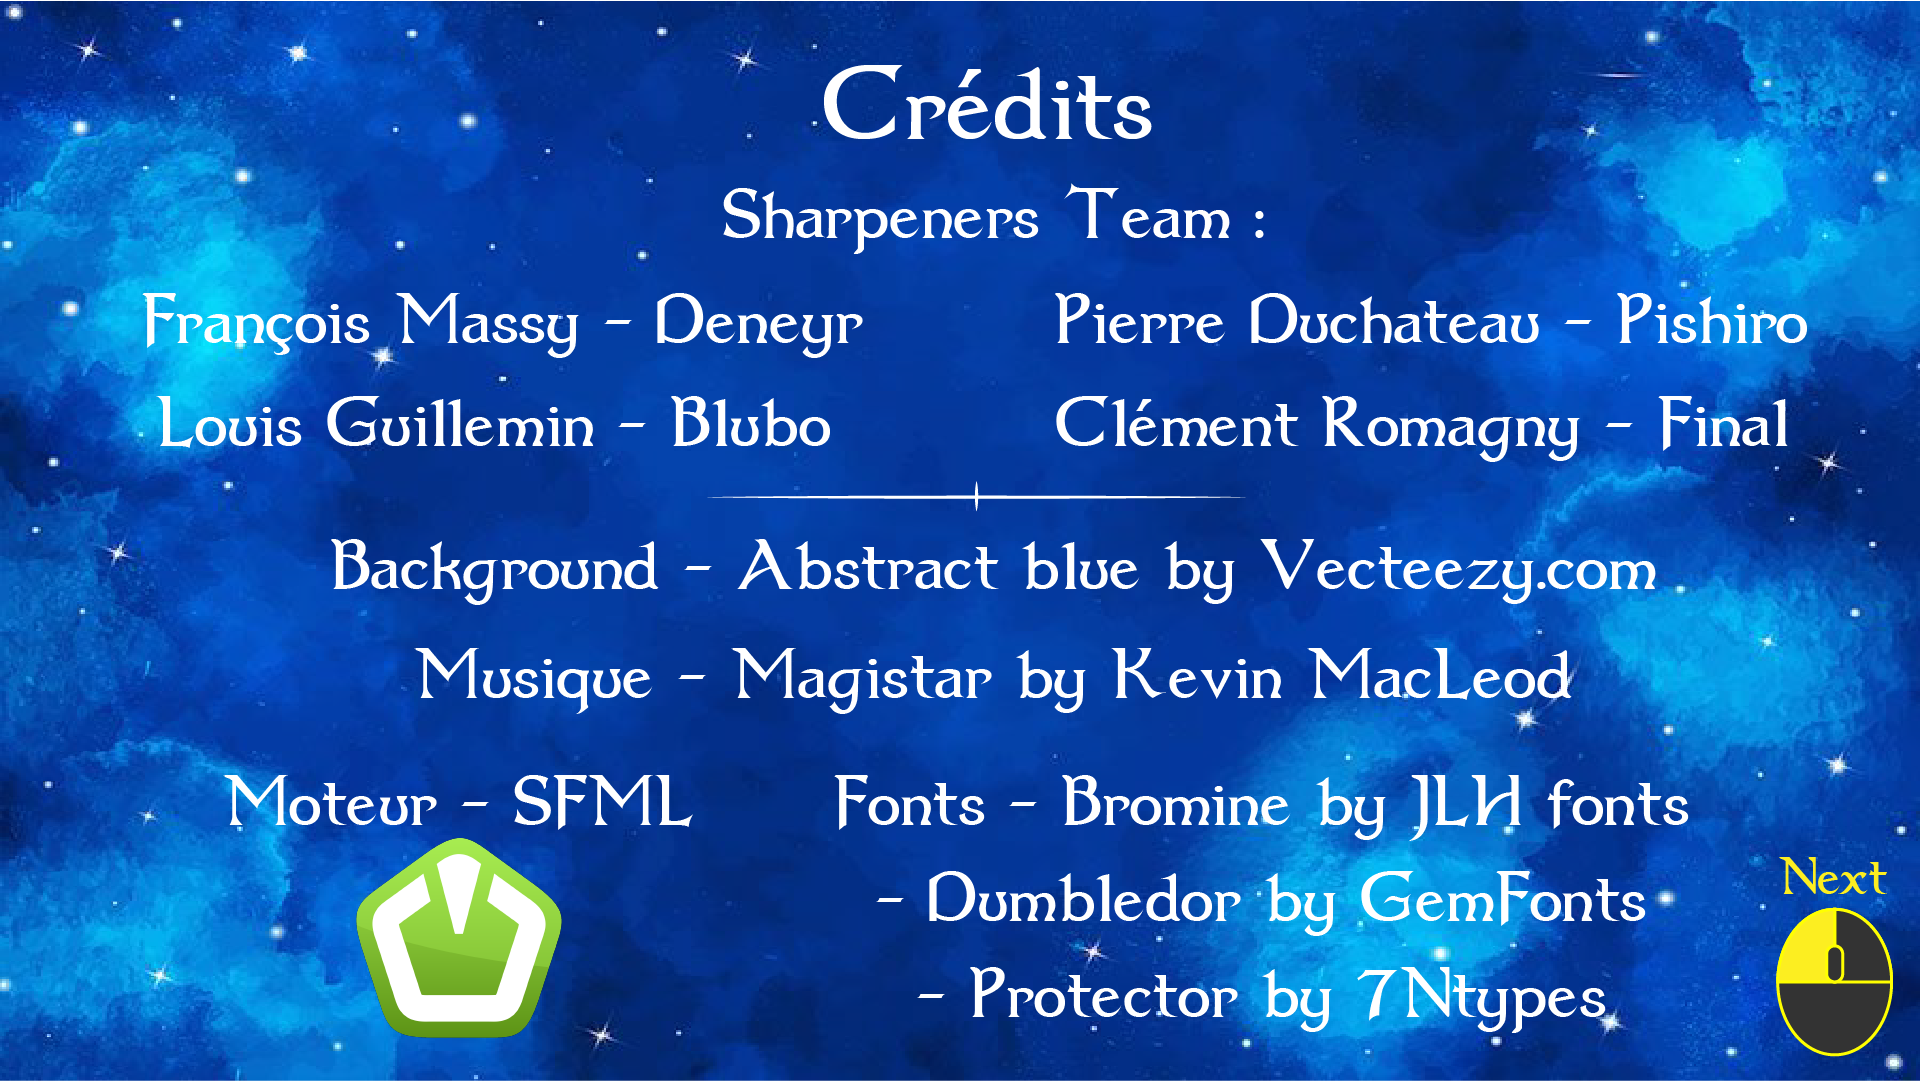 Crédits
Sharpeners Team :
François Massy - Deneyr
Pierre Duchateau - Pishiro
Louis Guillemin - Blubo
Clément Romagny - Final
Background - Abstract blue by Vecteezy.com
Musique - Magistar by Kevin MacLeod
Moteur - SFML
Fonts - Bromine by JLH fonts
- Dumbledor by GemFonts
- Protector by 7Ntypes
Next